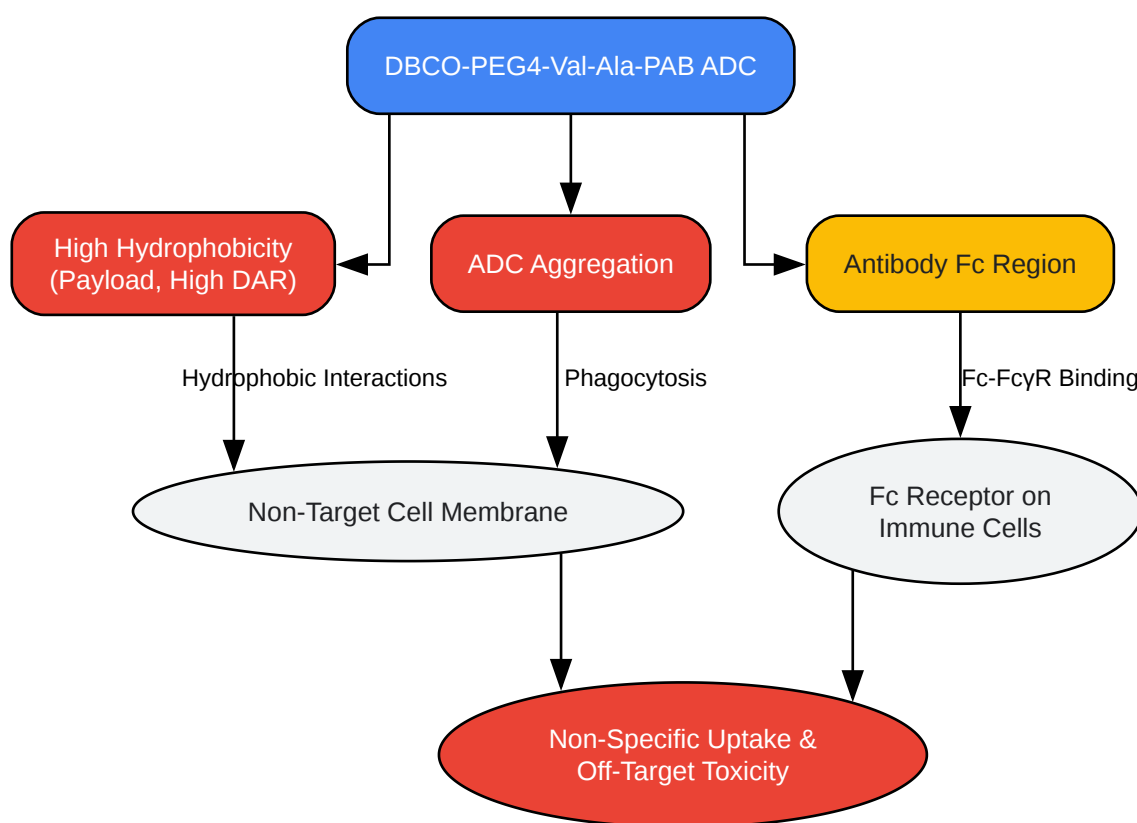 DBCO-PEG4-Val-Ala-PAB ADC
High Hydrophobicity
(Payload, High DAR)
ADC Aggregation
Antibody Fc Region
Hydrophobic Interactions
Phagocytosis
Fc-FcγR Binding
Non-Target Cell Membrane
Fc Receptor on
Immune Cells
Non-Specific Uptake &
Off-Target Toxicity